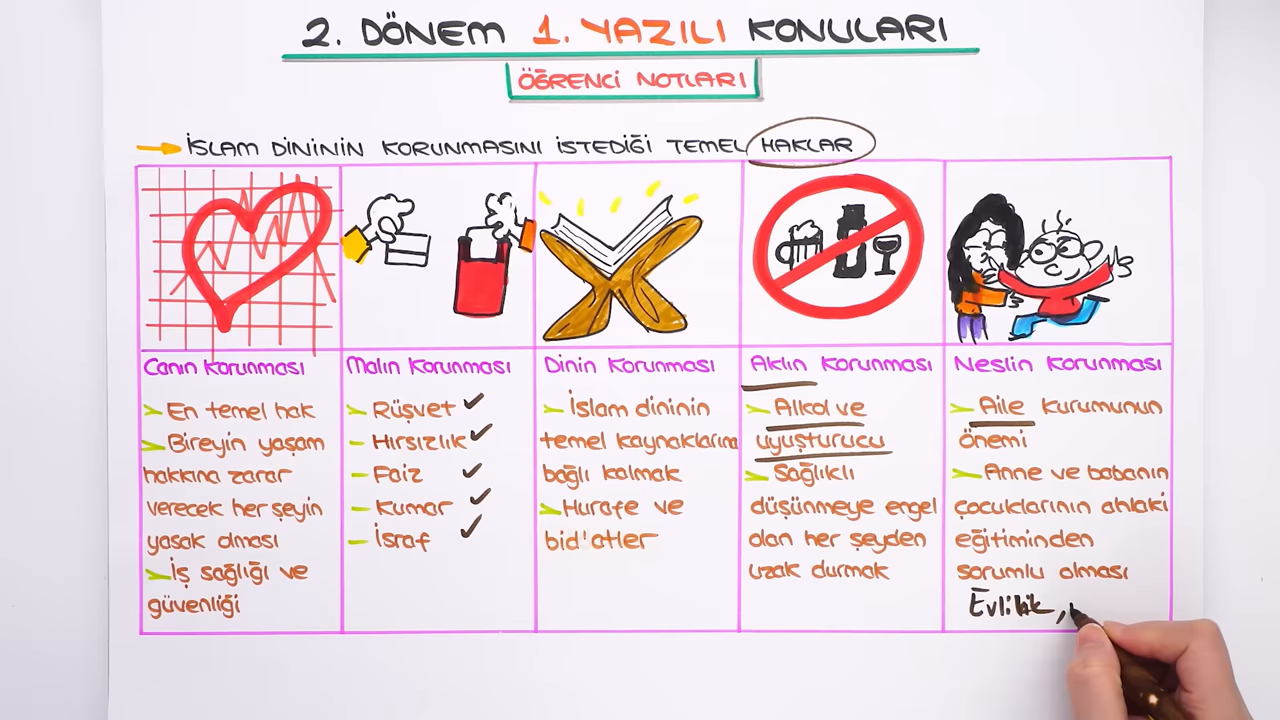 2. DÖNEM 1. YAZILI KONULARI
ÖĞRENCİ NOTLARI
İSLAM DİNİNİN KORUNMASINI İSTEDİĞİ TEMEL HAKLAR
Canın Korunması
En temel hak
Bireyin yaşam
hakkına zarar
verecek her şeyin
yasak olması
İş sağlığı ve
güvenliği
Malın Korunması
Rüşvet
Hırsızlık
Faiz
Kumar
İsraf
Dinin Korunması
İslam dininin
temel kaynaklarına
bağlı kalmak
Hurafe ve
bid'atler
Aklın Korunması
Alkol ve
uyuşturucu
Sağlıklı
düşünmeye engel
olan her şeyden
uzak durmak
Neslin Korunması
Aile kurumunun
önemi
Anne ve babanın
çocuklarının ahlaki
eğitiminden
sorumlu olması
Evlilik,